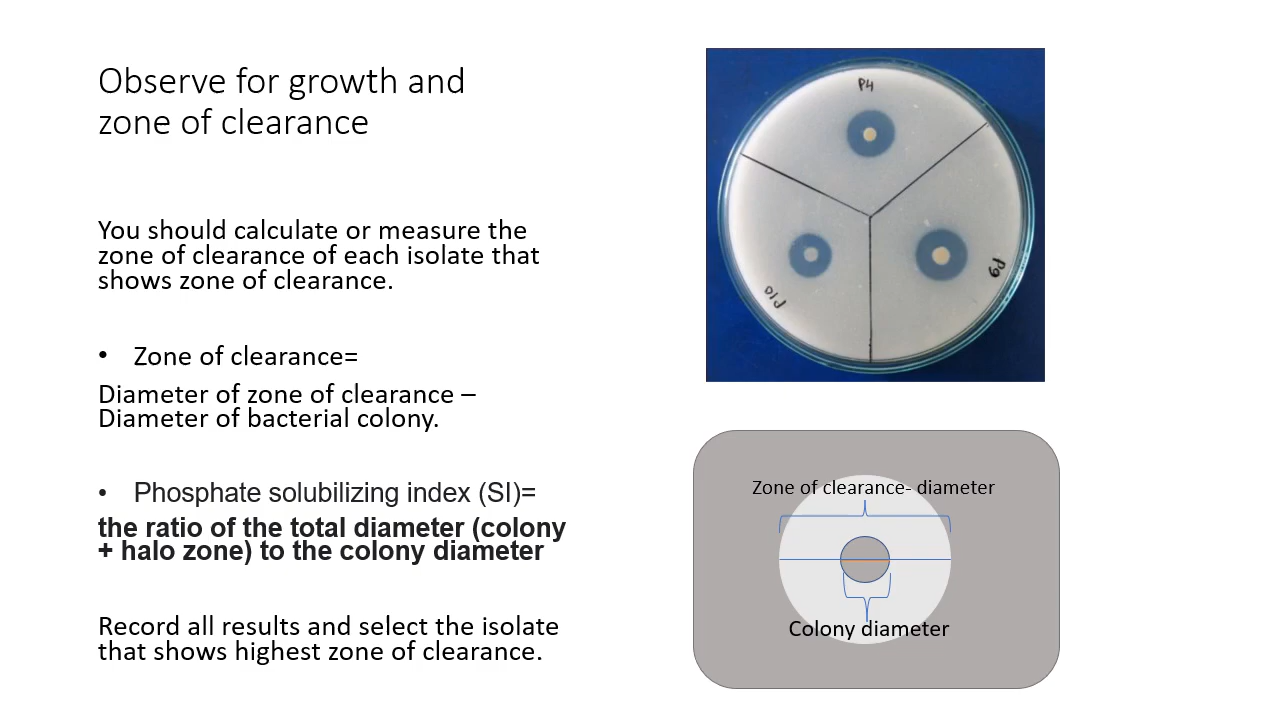 Observe for growth and
zone of clearance
You should calculate or measure the
zone of clearance of each isolate that
shows zone of clearance.
• Zone of clearance=
Diameter of zone of clearance –
Diameter of bacterial colony.
• Phosphate solubilizing index (SI)=
the ratio of the total diameter (colony
+ halo zone) to the colony diameter
Record all results and select the isolate
that shows highest zone of clearance.
P4
P9
P10
Zone of clearance- diameter
Colony diameter